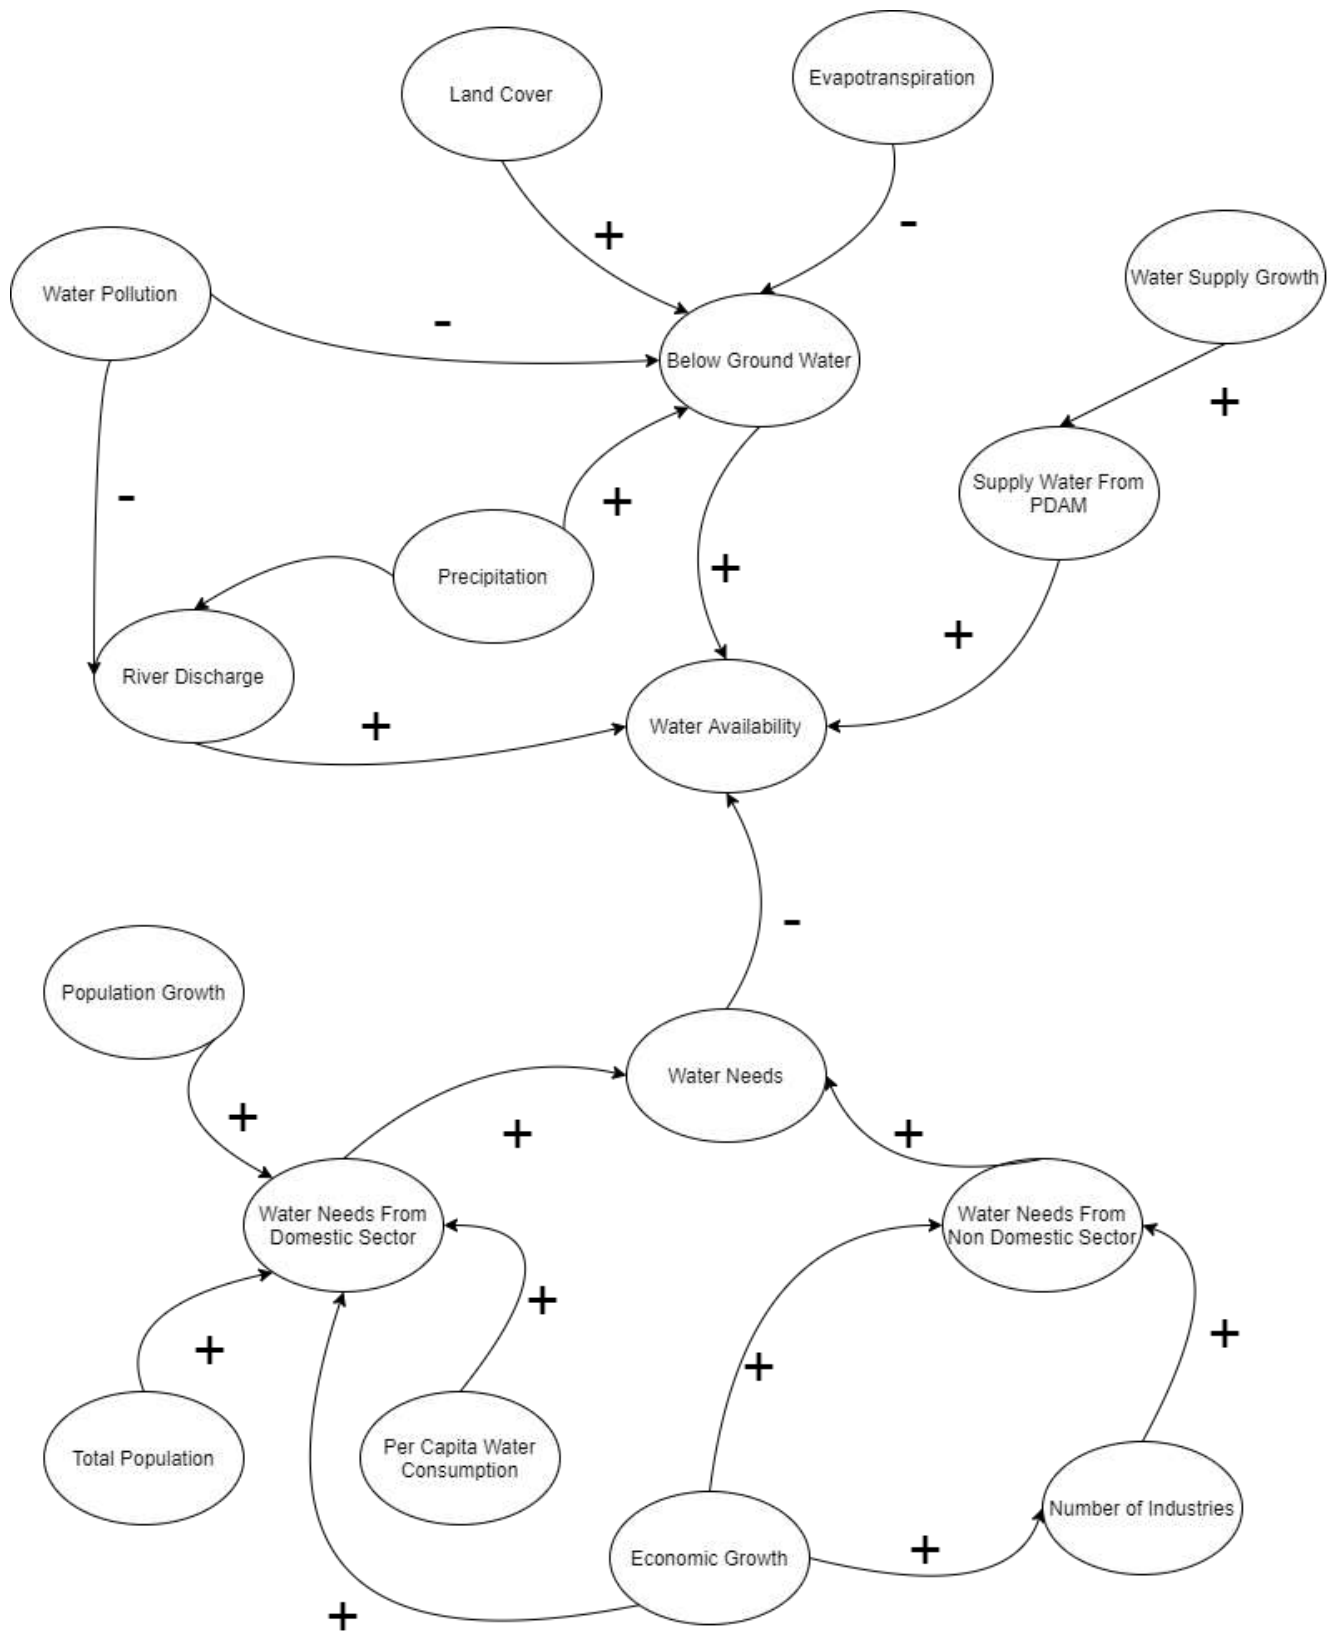 Evapotranspiration
Land Cover
+
-
Water Supply Growth
Water Pollution
-
Below Ground Water
+
Supply Water From
PDAM
-
+
Precipitation
+
+
River Discharge
+
Water Availability
-
Population Growth
Water Needs
+
+
+
Water Needs From
Domestic Sector
Water Needs From
Non Domestic Sector
+
+
+
+
Total Population
Per Capita Water
Consumption
Number of Industries
+
Economic Growth
+